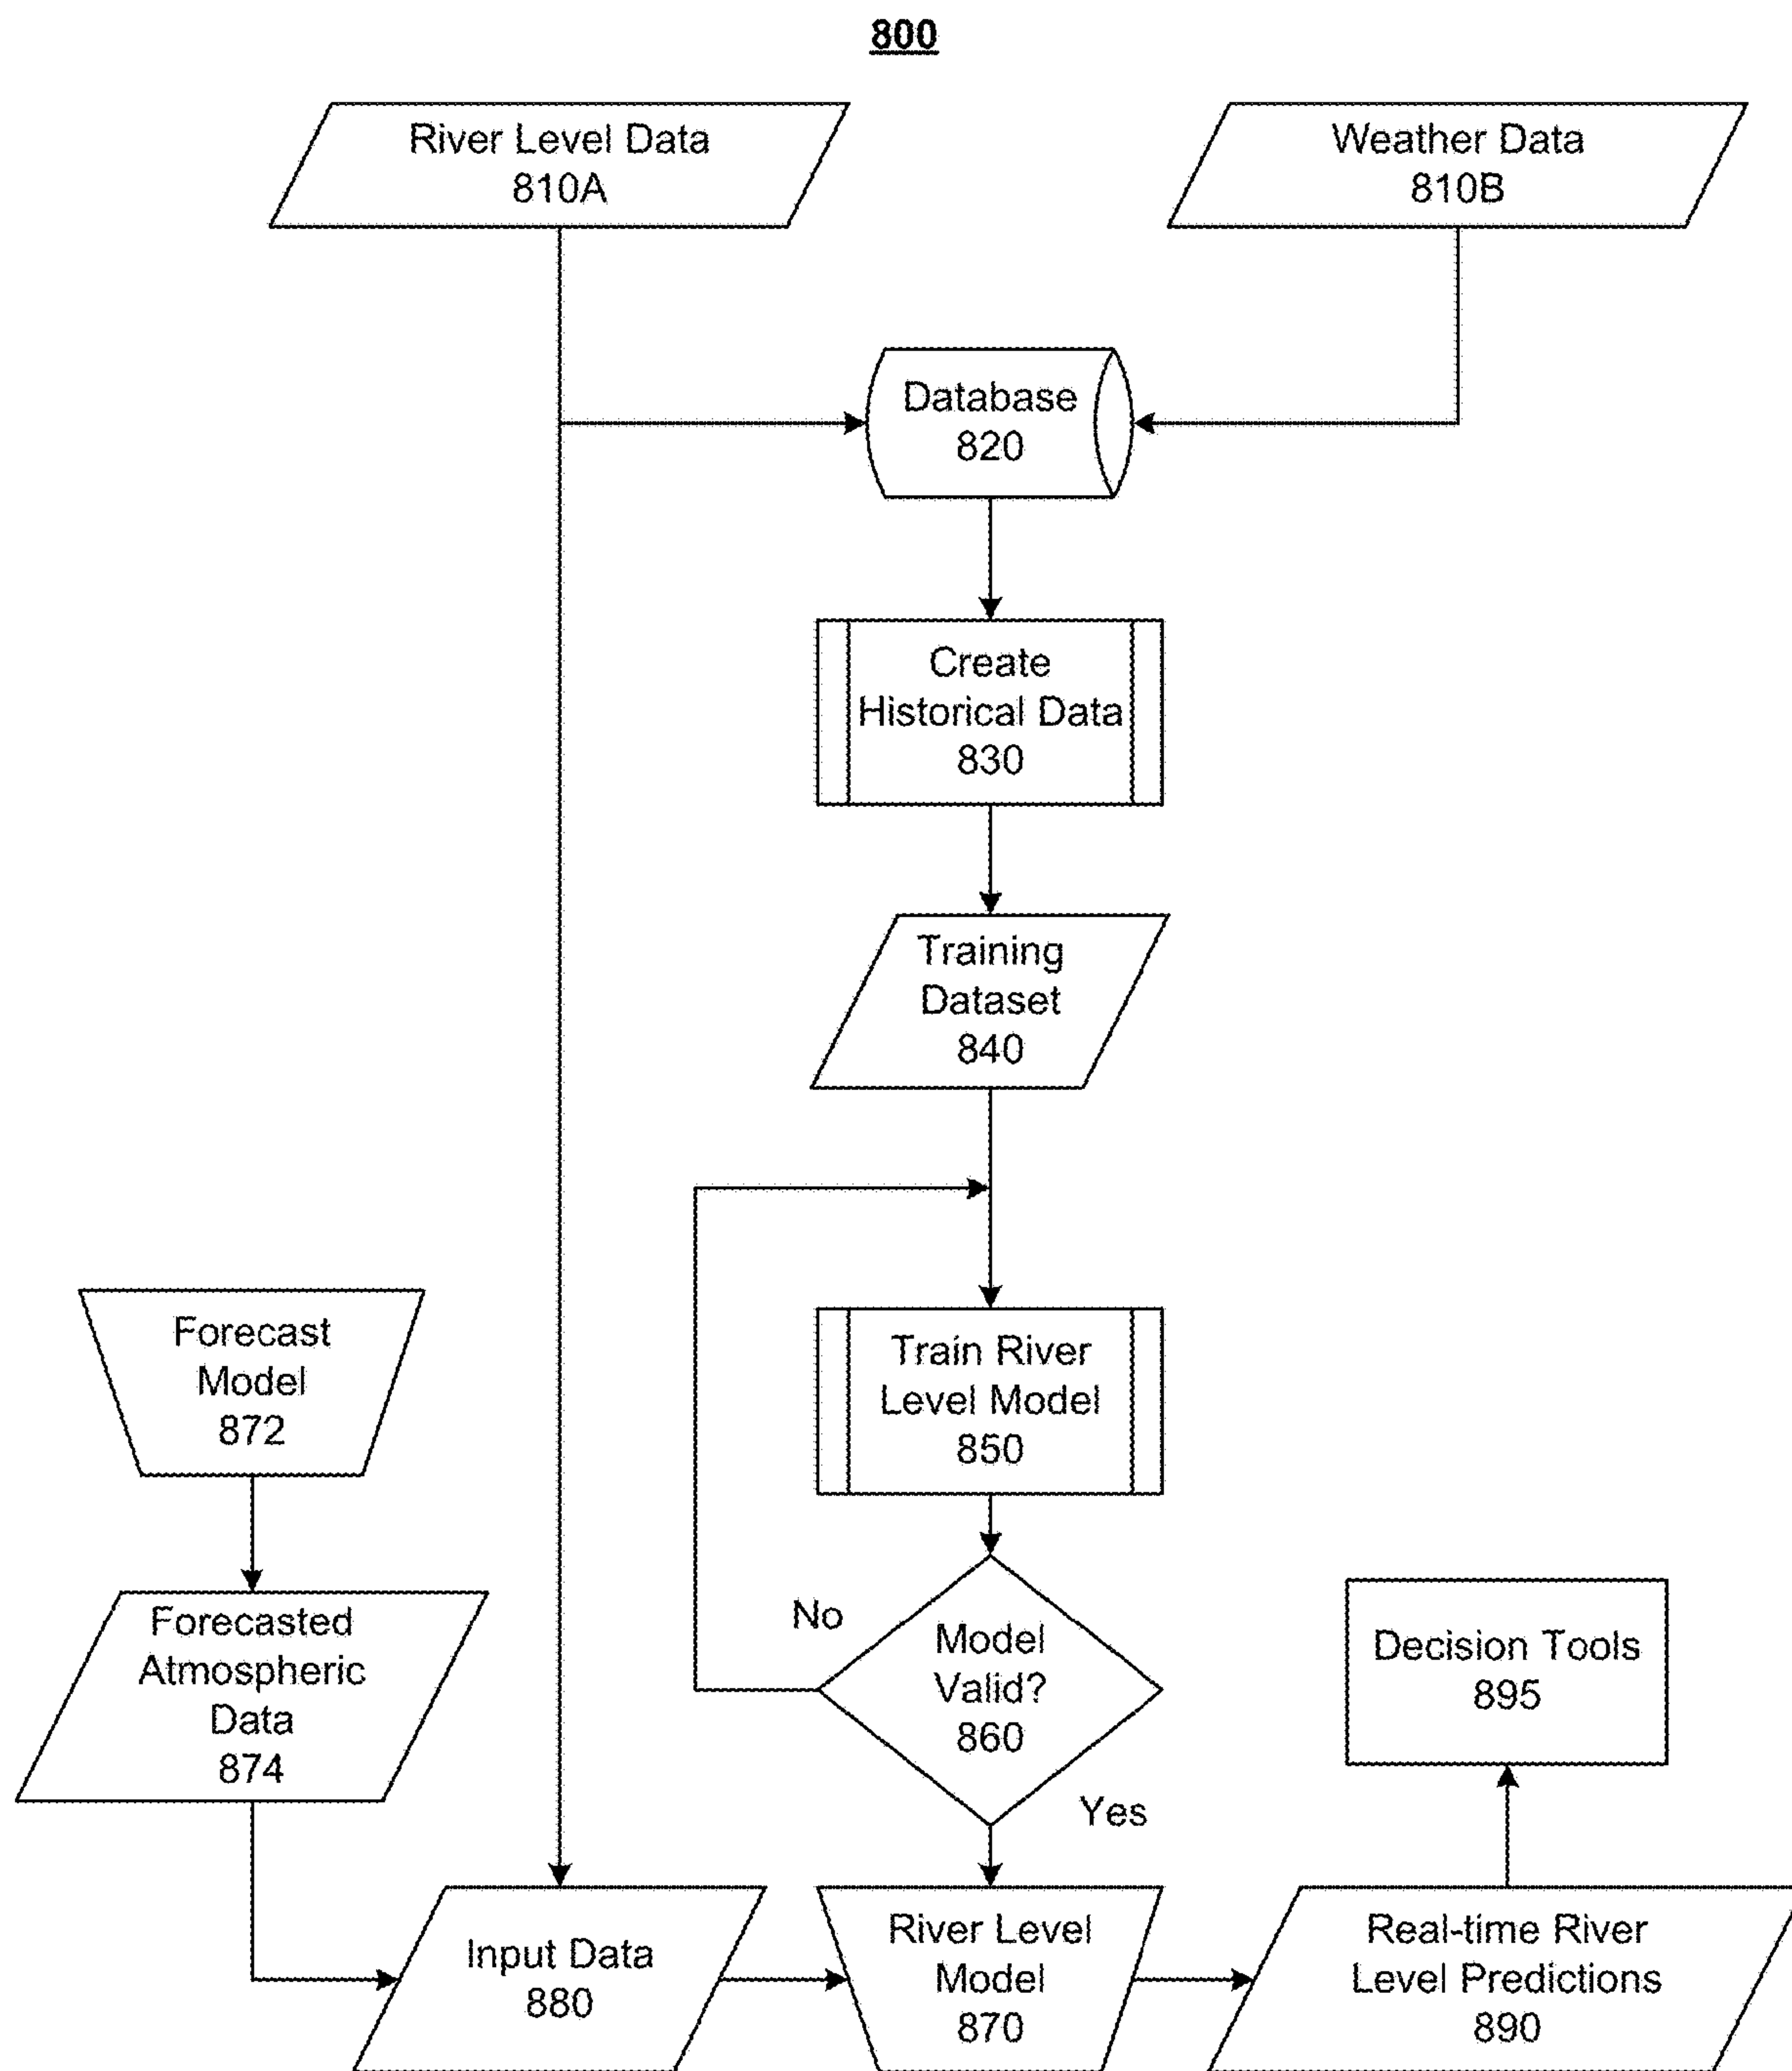 800
River Level Data
810A
Weather Data
810B
Database
820
Create
Historical Data
830
Training
Dataset
840
Forecast
Model
872
Train River
Level Model
850
Forecasted
Atmospheric
Data
874
No
Model
Valid?
860
Yes
Decision Tools
895
Input Data
880
River Level
Model
870
Real-time River
Level Predictions
890